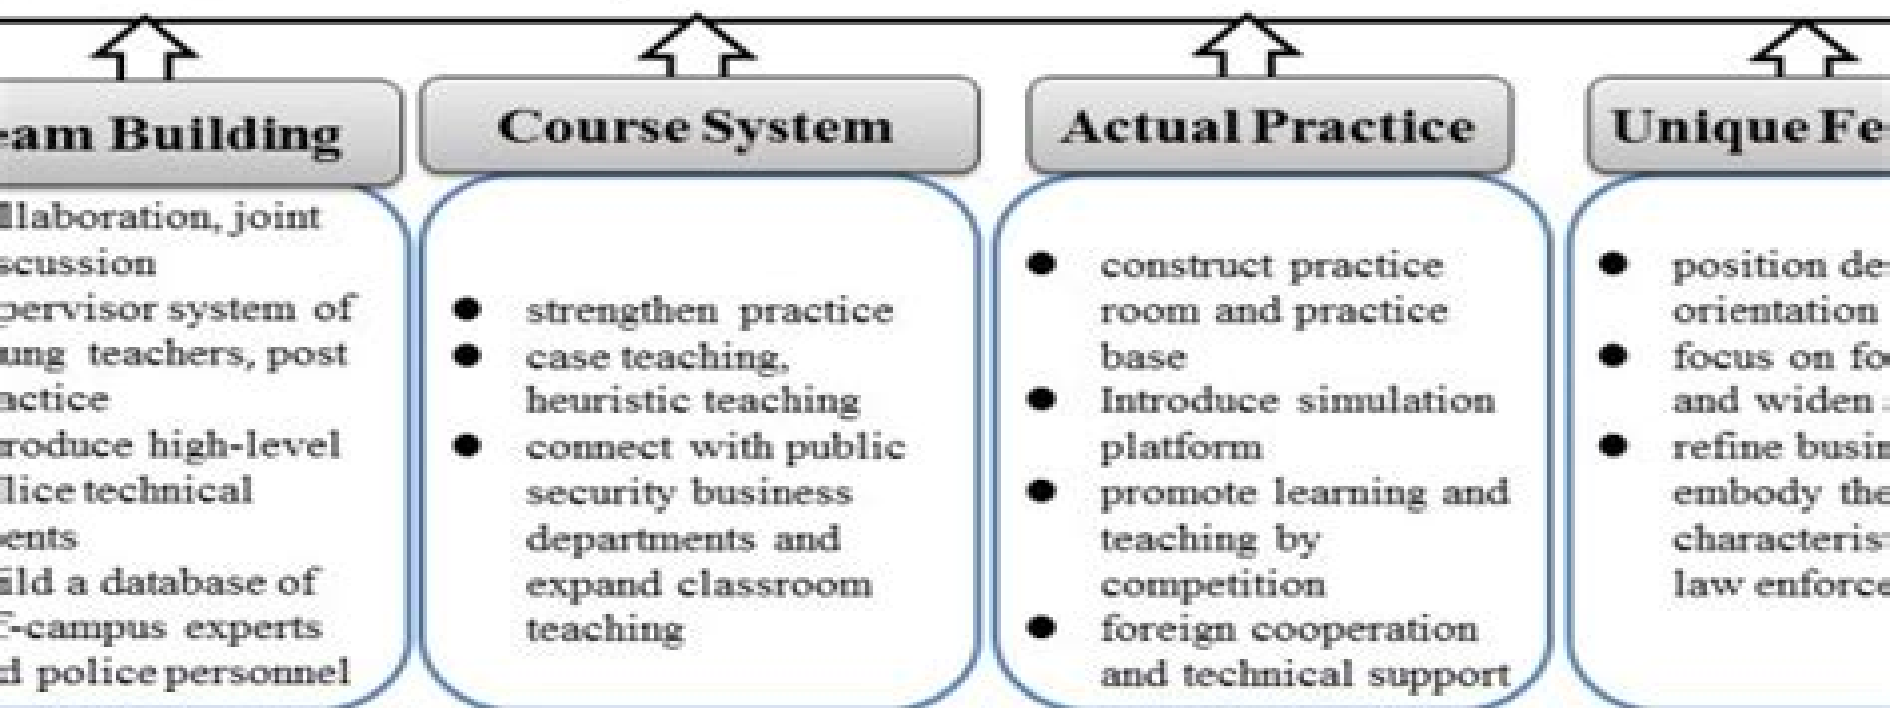 eam Building
llaboration, joint
scussion
pervisor system of
ung teachers, post
actice
roduce high-level
lice technical
ents
ild a database of
-campus experts
d police personnel
Course System
strengthen practice
case teaching,
heuristic teaching
connect with public
security business
departments and
expand classroom
teaching
Actual Practice
construct practice
room and practice
base
Introduce simulation
platform
promote learning and
teaching by
competition
foreign cooperation
and technical support
Unique Fe
position de
orientation
focus on fo
and widen
refine busin
embody the
characteris
law enforce